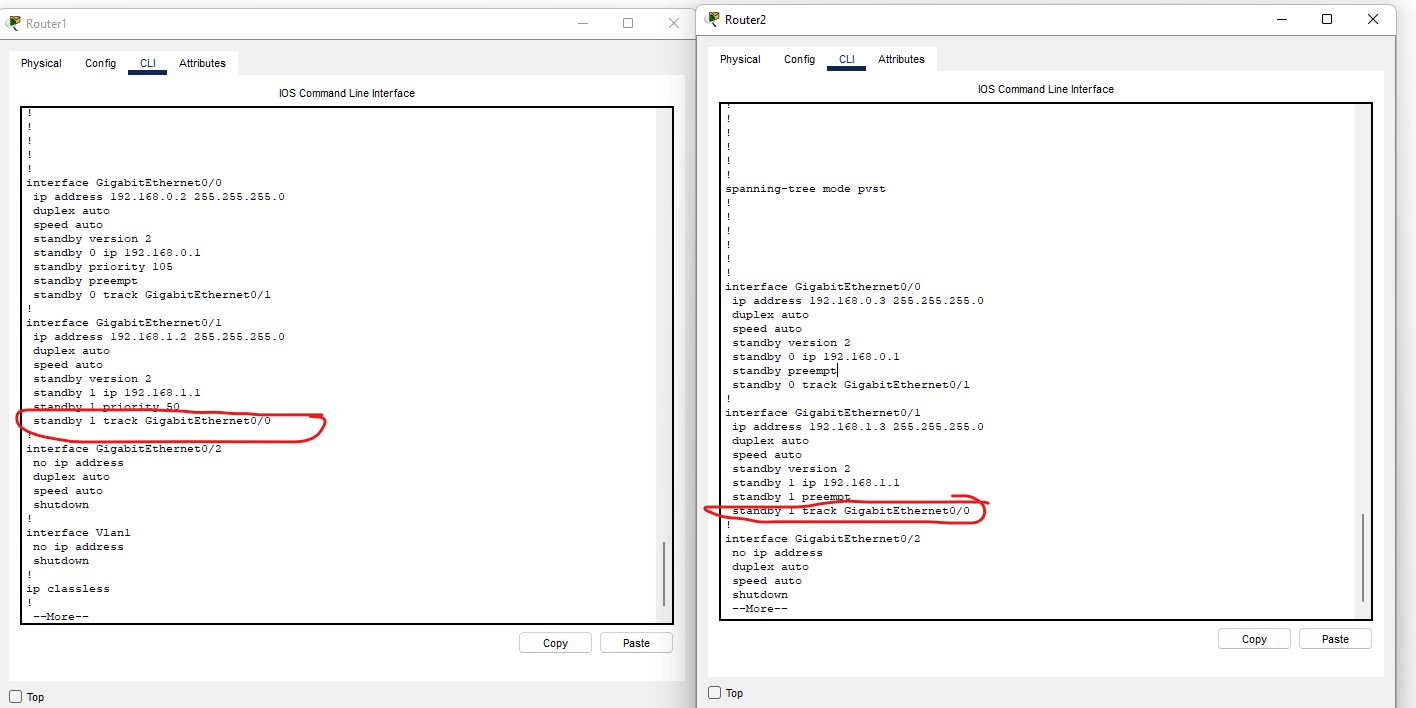 Router1
Physical Config CLI Attributes
IOS Command Line Interface
!
!
!
!
!
interface GigabitEthernet0/0
ip address 192.168.0.2 255.255.255.0
duplex auto
speed auto
standby version 2
standby 0 ip 192.168.0.1
standby priority 105
standby preempt
standby 0 track GigabitEthernet0/1
!
interface GigabitEthernet0/1
ip address 192.168.1.2 255.255.255.0
duplex auto
speed auto
standby version 2
standby 1 ip 192.168.1.1
standby 1 priority 50
standby 1 track GigabitEthernet0/0
!
interface GigabitEthernet0/2
no ip address
duplex auto
speed auto
shutdown
!
interface Vlan1
no ip address
shutdown
!
ip classless
!
--More--
Copy Paste
Top
Router2
Physical Config CLI Attributes
IOS Command Line Interface
!
!
!
!
!
!
spanning-tree mode pvst
!
!
!
!
!
!
interface GigabitEthernet0/0
ip address 192.168.0.3 255.255.255.0
duplex auto
speed auto
standby version 2
standby 0 ip 192.168.0.1
standby preempt
standby 0 track GigabitEthernet0/1
!
interface GigabitEthernet0/1
ip address 192.168.1.3 255.255.255.0
duplex auto
speed auto
standby version 2
standby 1 ip 192.168.1.1
standby 1 preempt
standby 1 track GigabitEthernet0/0
!
interface GigabitEthernet0/2
no ip address
duplex auto
speed auto
shutdown
--More--
Copy Paste
Top